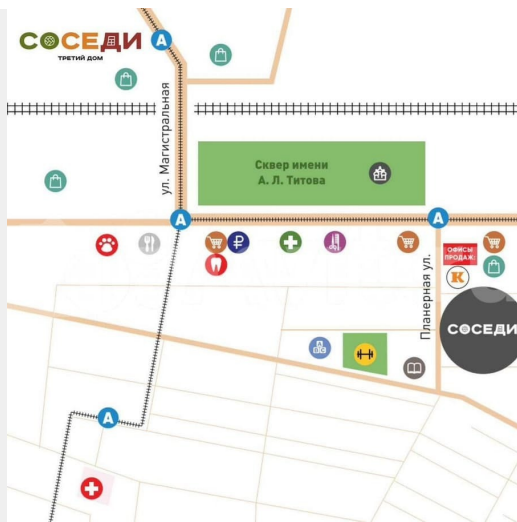 СОСЕДИ
ТРЕТИЙ ДОМ
А
ул. Магистральная
Сквер имени
А. Л. Титова
А
А
₽
ОФИСЫ
ПРОДАЖ:
К
Планерная ул.
СОСЕДИ
А